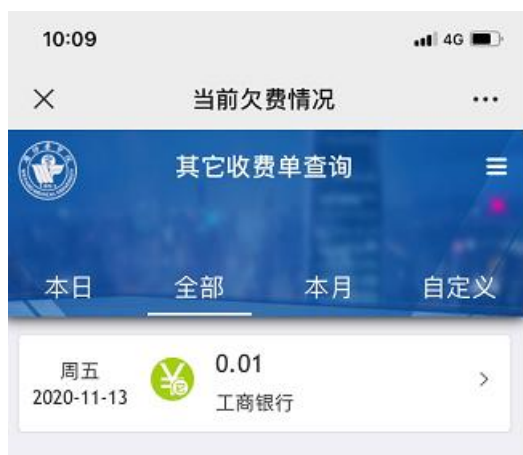 10:09
4G
当前欠费情况
其它收费单查询
本日 全部 本月 自定义
周五
2020-11-13
0.01
工商银行